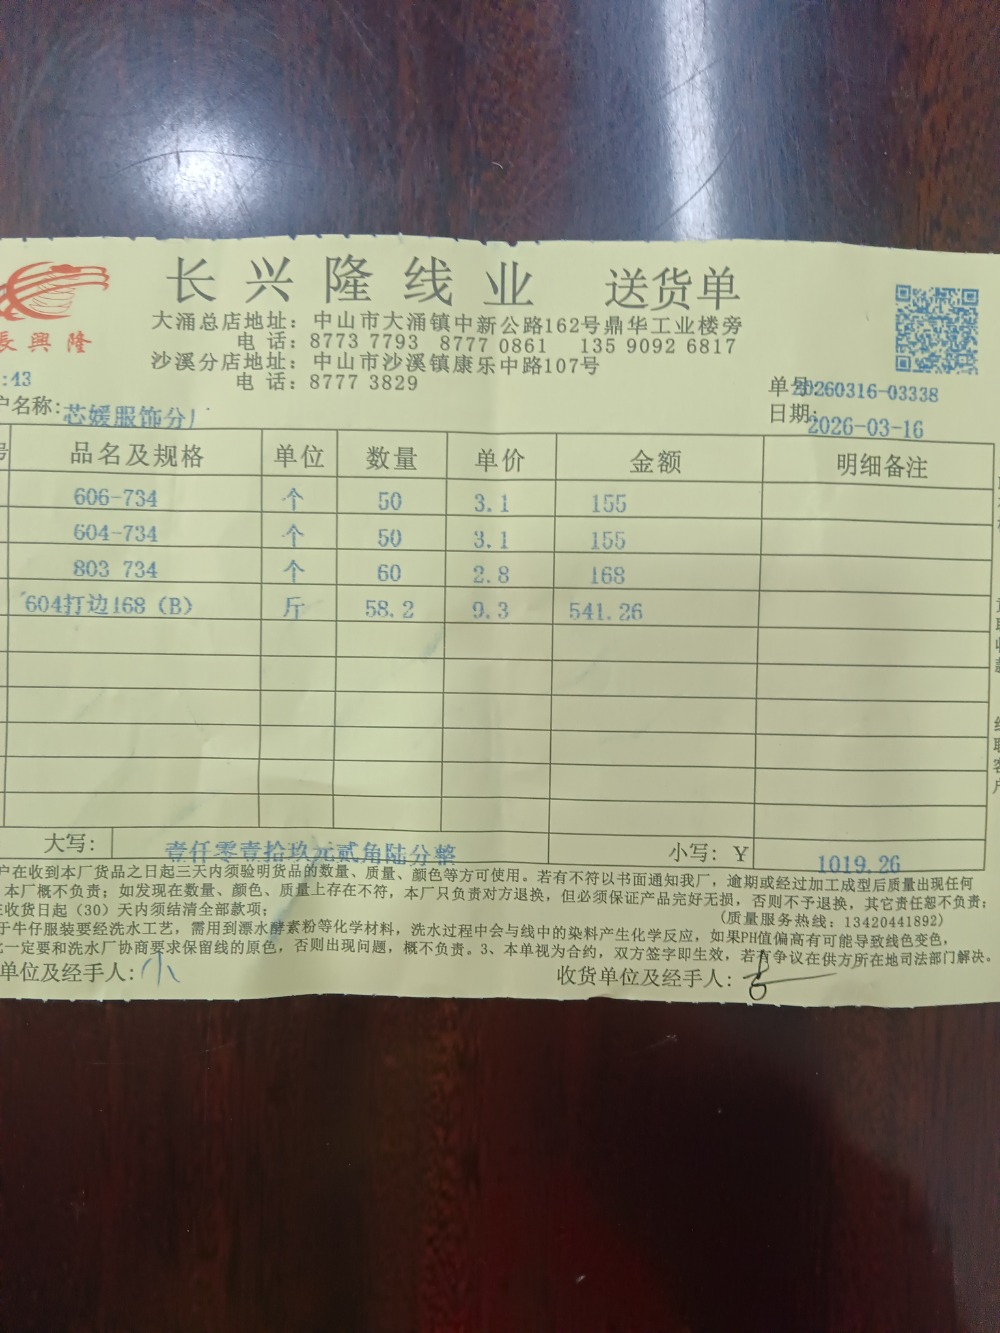 长兴隆线业 送货单
大涌总店地址：中山市大涌镇中新公路162号鼎华工业楼旁
电 话：8773 7793 8777 0861 135 9092 6817
沙溪分店地址：中山市沙溪镇康乐中路107号
电 话：8777 3829
長興隆
:43
单号:20260316-03338
户名称:芯媛服饰分厂
日期:2026-03-16
号 品名及规格 单位 数量 单价 金额 明细备注
606-734 个 50 3.1 155
604-734 个 50 3.1 155
803 734 个 60 2.8 168
604打边168（B） 斤 58.2 9.3 541.26
大写： 壹仟零壹拾玖元贰角陆分整 小写：￥ 1019.26
户在收到本厂货品之日起三天内须验明货品的数量、质量、颜色等方可使用。若有不符以书面通知我厂，逾期或经过加工成型后质量出现任何
本厂概不负责；如发现在数量、颜色、质量上存在不符，本厂只负责对方退换，但必须保证产品完好无损，否则不予退换，其它责任恕不负责；
收货日起（30）天内须结清全部款项；
(质量服务热线：13420441892)
于牛仔服装要经洗水工艺，需用到漂水酵素粉等化学材料，洗水过程中会与线中的染料产生化学反应，如果PH值偏高有可能导致线色变色，
一定要和洗水厂协商要求保留线的原色，否则出现问题，概不负责。3、本单视为合约，双方签字即生效，若有争议在供方所在地司法部门解决。
单位及经手人：小
收货单位及经手人：